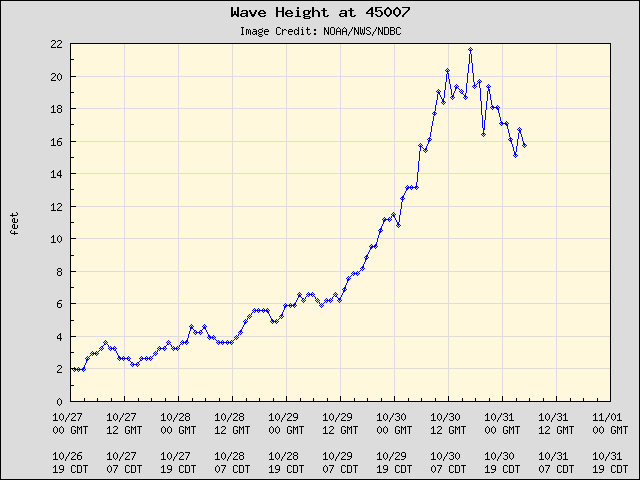 Wave Height at 45007
Image Credit: NOAA/NWS/NDBC
22
20
18
16
14
12
10
8
6
4
2
0
feet
10/27 10/27 10/28 10/28 10/29 10/29 10/30 10/30 10/31 10/31 11/01
00 GMT 12 GMT 00 GMT 12 GMT 00 GMT 12 GMT 00 GMT 12 GMT 00 GMT 12 GMT 00 GMT
10/26 10/27 10/27 10/28 10/28 10/29 10/29 10/30 10/30 10/31 10/31
19 CDT 07 CDT 19 CDT 07 CDT 19 CDT 07 CDT 19 CDT 07 CDT 19 CDT 07 CDT 19 CDT